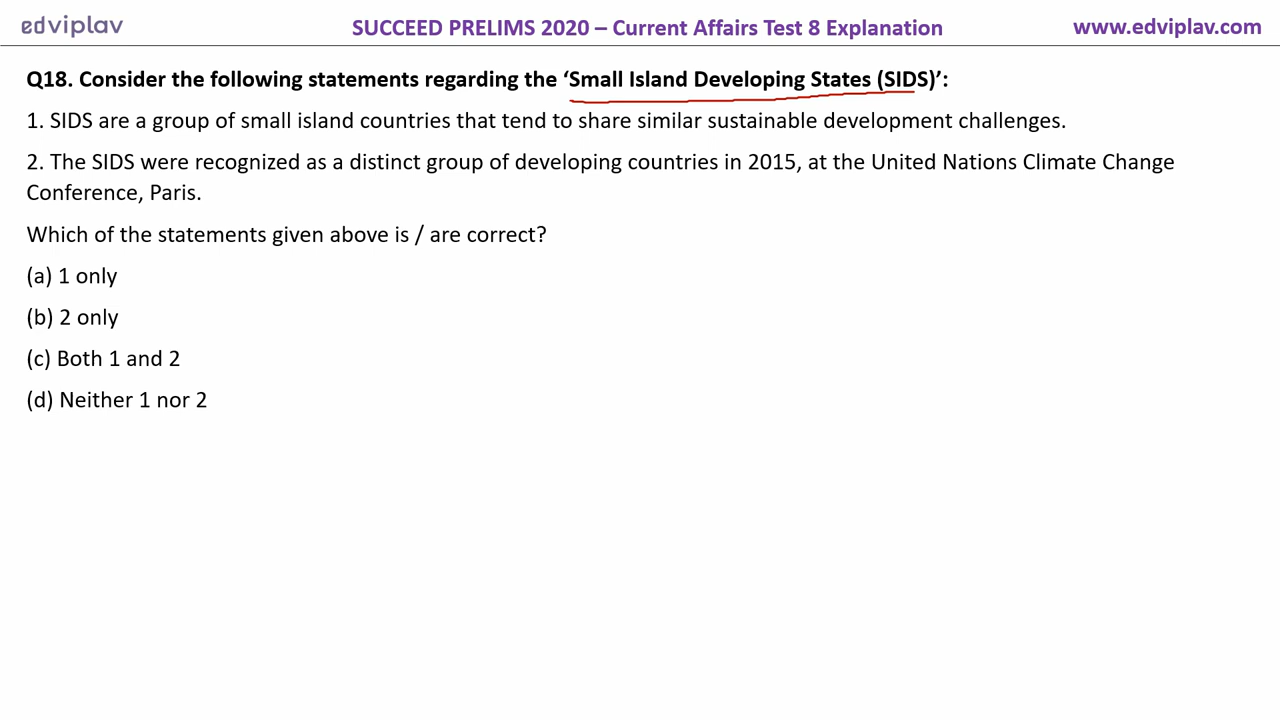 edviplav
SUCCEED PRELIMS 2020 – Current Affairs Test 8 Explanation
www.edviplav.com
Q18. Consider the following statements regarding the ‘Small Island Developing States (SIDS)’:
1. SIDS are a group of small island countries that tend to share similar sustainable development challenges.
2. The SIDS were recognized as a distinct group of developing countries in 2015, at the United Nations Climate Change
Conference, Paris.
Which of the statements given above is / are correct?
(a) 1 only
(b) 2 only
(c) Both 1 and 2
(d) Neither 1 nor 2